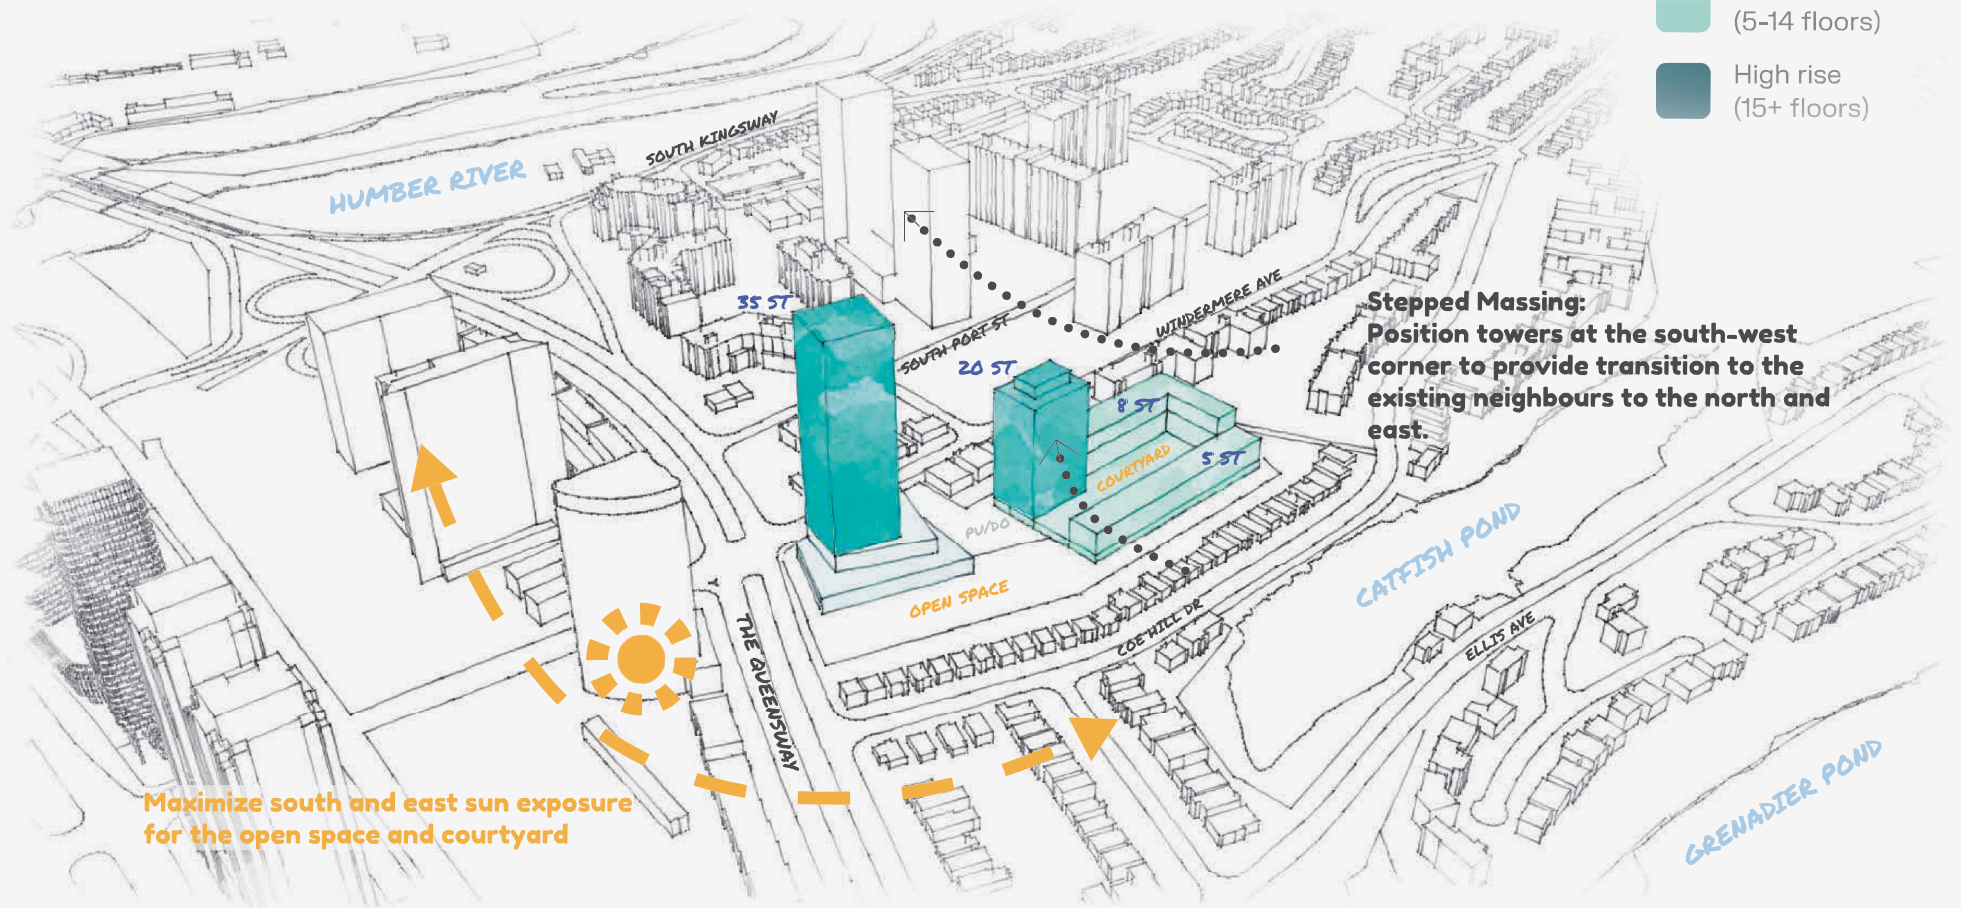 (5-14 floors)
High rise
(15+ floors)
SOUTH KINGSWAY
HUMBER RIVER
35 ST
SOUTH PORT ST
WINDERMERE AVE
20 ST
8 ST
5 ST
COURTYARD
PU/DO
OPEN SPACE
Stepped Massing:
Position towers at the south-west
corner to provide transition to the
existing neighbours to the north and
east.
CATFISH POND
COE HILL DR
ELLIS AVE
THE QUEENSWAY
GRENADIER POND
Maximize south and east sun exposure
for the open space and courtyard